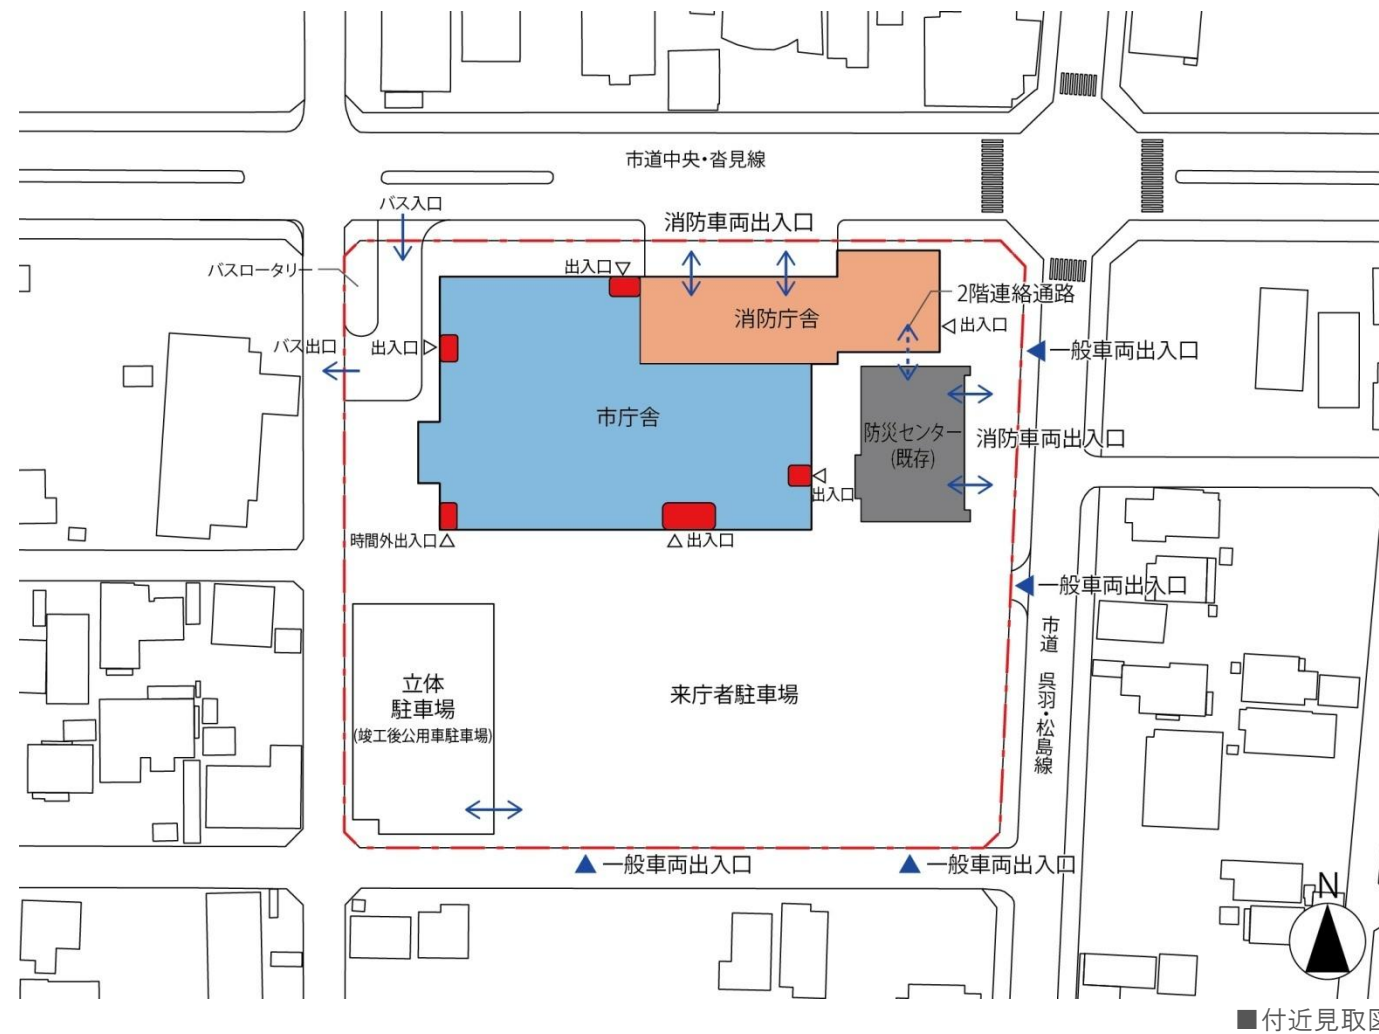 市道中央・沓見線
バス入口
消防車両出入口
バスロータリー
出入口
2階連絡通路
消防庁舎
出入口
バス出口
出入口
一般車両出入口
市庁舎
防災センター
(既存)
消防車両出入口
出入口
時間外出入口
出入口
一般車両出入口
市道 呉羽・松島線
立体
駐車場
(竣工後公用車駐車場)
来庁者駐車場
一般車両出入口
一般車両出入口
N
■付近見取図